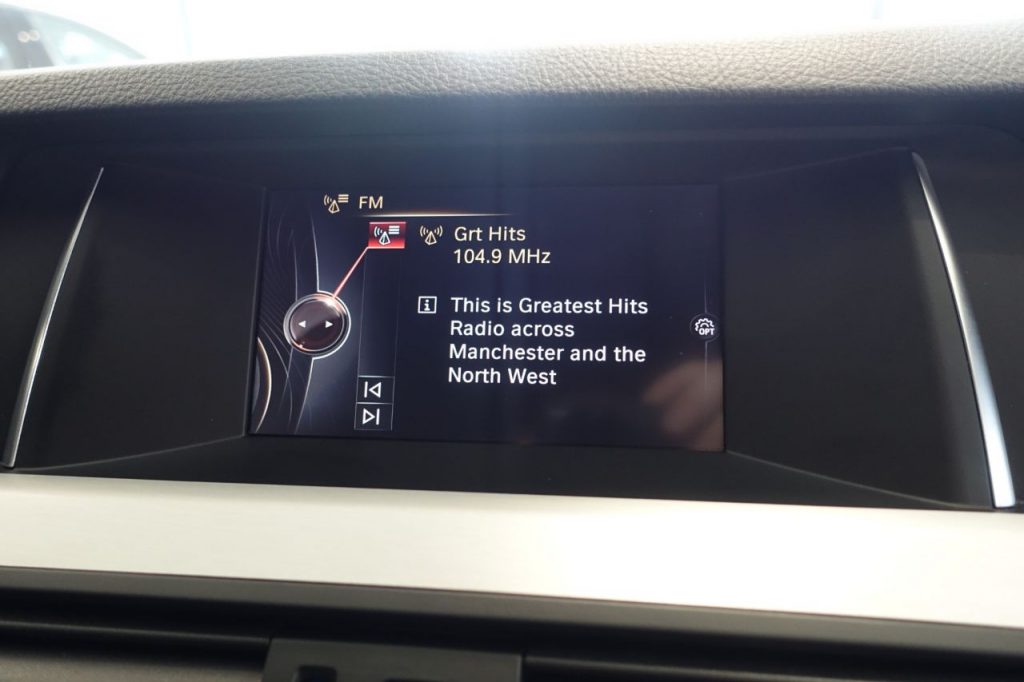 FM
Grt Hits
104.9 MHz
This is Greatest Hits
Radio across
Manchester and the
North West
OPT